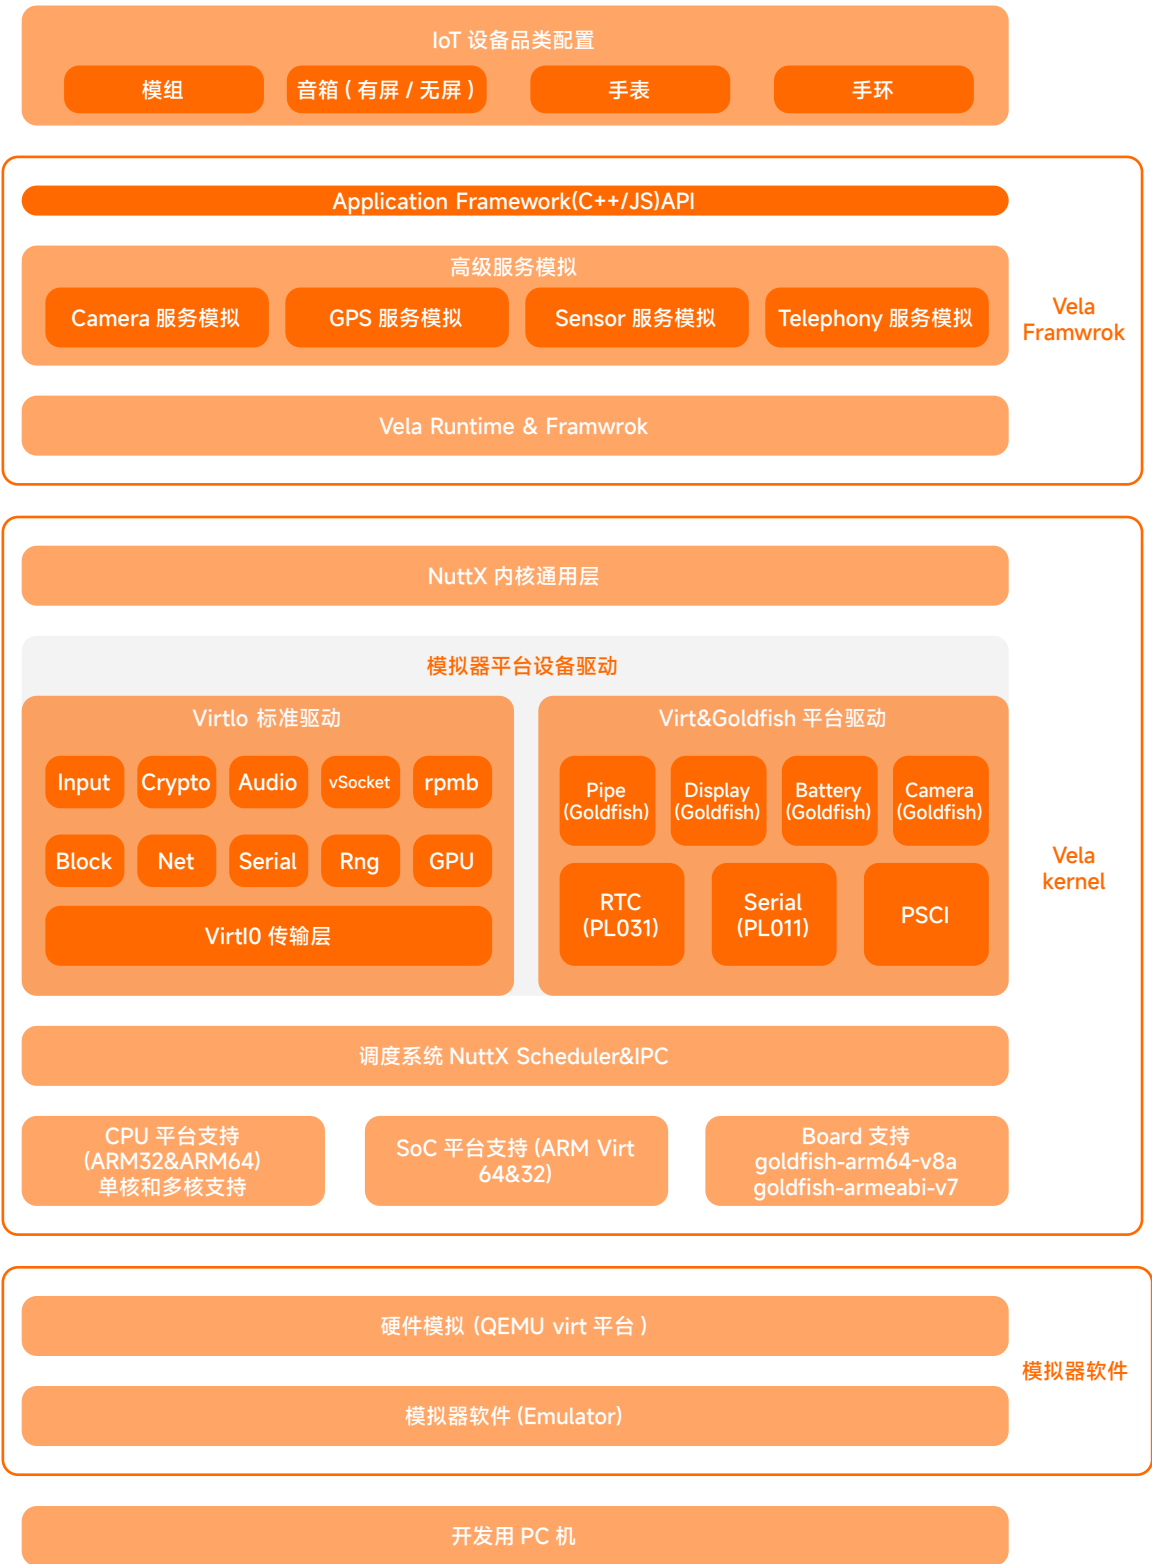 IoT 设备品类配置
模组
音箱 ( 有屏 / 无屏 )
手表
手环
Application Framework(C++/JS)API
高级服务模拟
Camera 服务模拟
GPS 服务模拟
Sensor 服务模拟
Telephony 服务模拟
Vela Runtime & Framwrok
Vela
Framwrok
NuttX 内核通用层
模拟器平台设备驱动
Virtlo 标准驱动
Input
Crypto
Audio
vSocket
rpmb
Block
Net
Serial
Rng
GPU
VirtI0 传输层
Virt&Goldfish 平台驱动
Pipe
(Goldfish)
Display
(Goldfish)
Battery
(Goldfish)
Camera
(Goldfish)
RTC
(PL031)
Serial
(PL011)
PSCI
调度系统 NuttX Scheduler&IPC
CPU 平台支持
(ARM32&ARM64)
单核和多核支持
SoC 平台支持 (ARM Virt
64&32)
Board 支持
goldfish-arm64-v8a
goldfish-armeabi-v7
Vela
kernel
硬件模拟 (QEMU virt 平台 )
模拟器软件 (Emulator)
模拟器软件
开发用 PC 机